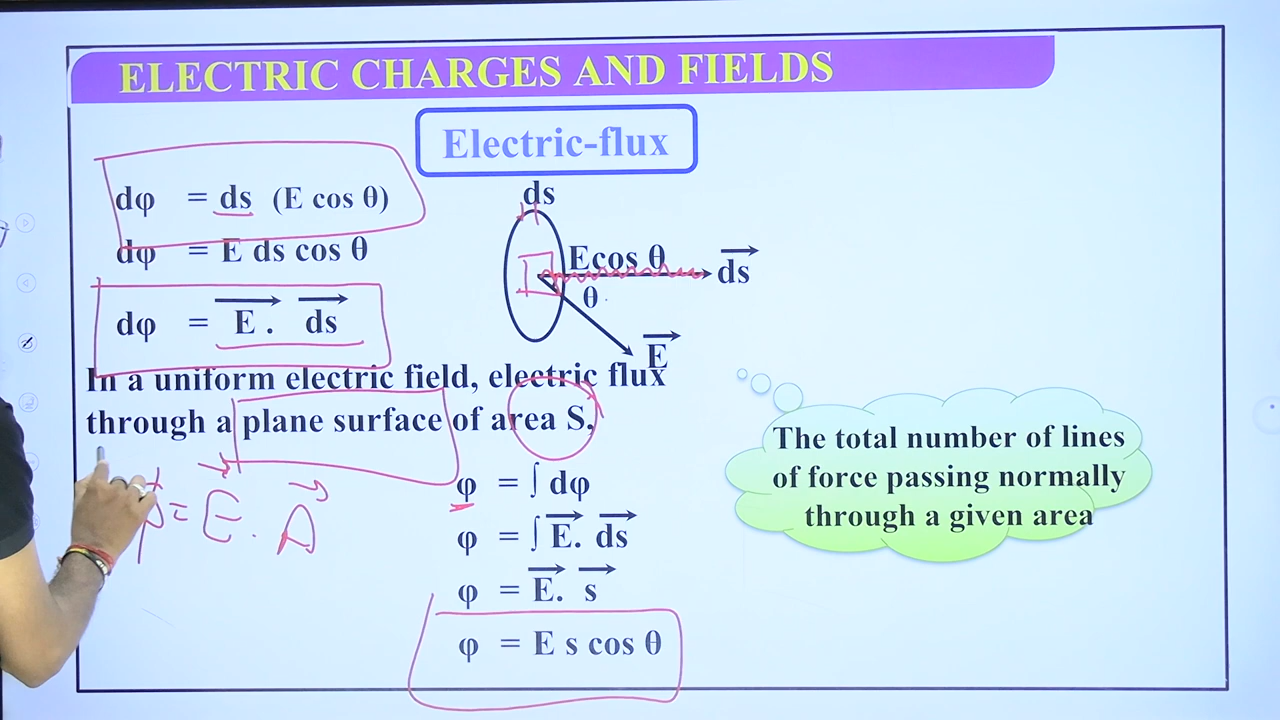 ELECTRIC CHARGES AND FIELDS
Electric-flux
dφ = ds (E cos θ)
dφ = E ds cos θ
dφ = E . ds
ds
Ecos θ
ds
θ
E
In a uniform electric field, electric flux
through a plane surface of area S,
φ = ∫ dφ
φ = ∫ E. ds
φ = E. s
φ = E s cos θ
φ = E . A
The total number of lines
of force passing normally
through a given area